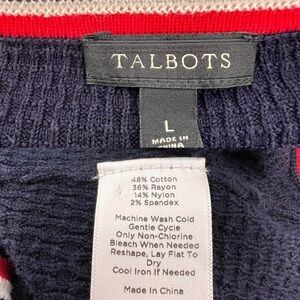 TALBOTS
L
MADE IN
CHINA
48% Cotton
36% Rayon
14% Nylon
2% Spandex
Machine Wash Cold
Gentle Cycle
Only Non-Chlorine
Bleach When Needed
Reshape, Lay Flat To
Dry
Cool Iron If Needed
Made In China